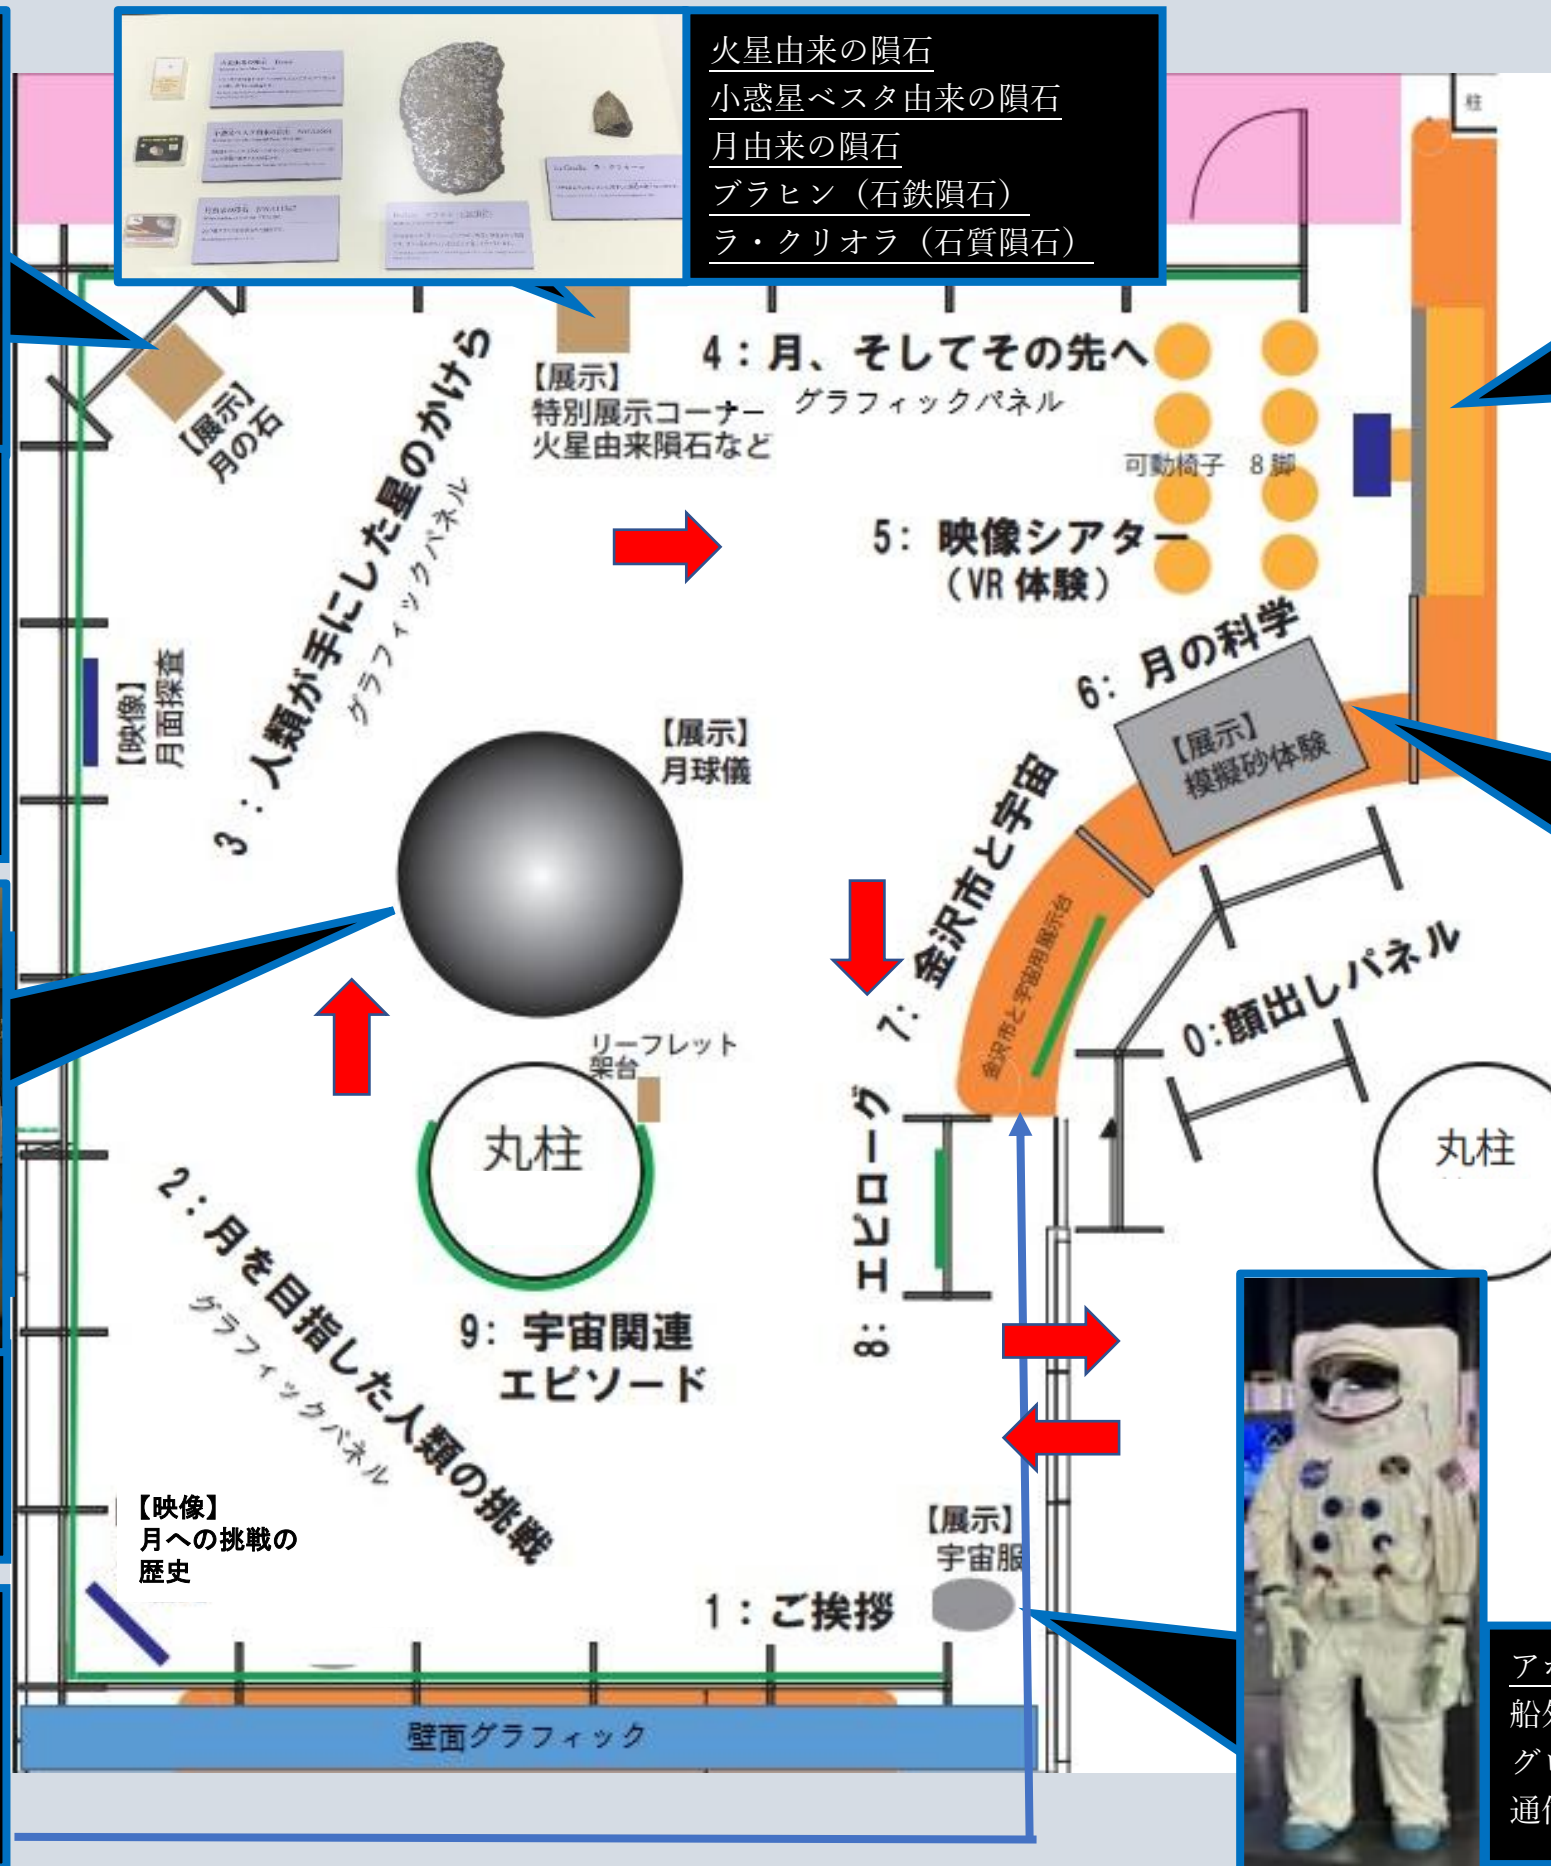 火星由来の隕石
小惑星ベスタ由来の隕石
月由来の隕石
ブラヒン（石鉄隕石）
ラ・クリオラ（石質隕石）
柱
【展示】
月の石
3：人類が手にした星のかけら
グラフィックパネル
【展示】
特別展示コーナー
火星由来隕石など
4：月、そしてその先へ
グラフィックパネル
可動椅子　8脚
5：映像シアター
（VR体験）
6：月の科学
【展示】
模擬砂体験
【映像】
月面探査
【展示】
月球儀
7：金沢市と宇宙
金沢市と宇宙用展示台
0:顔出しパネル
リーフレット
架台
丸柱
丸柱
8：エピローグ
2：月を目指した人類の挑戦
グラフィックパネル
9：宇宙関連
エピソード
【映像】
月への挑戦の
歴史
【展示】
宇宙服
1：ご挨拶
壁面グラフィック
船外
通信